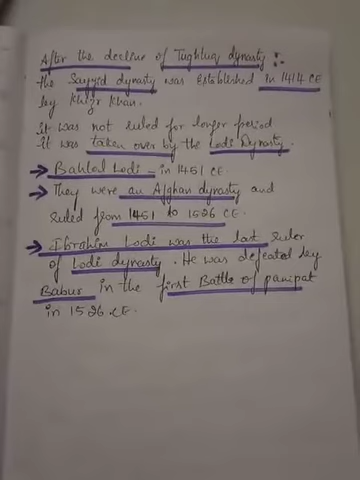 After the decline of Tughluq dynasty :-
the Sayyid dynasty was established in 1414 CE
by Khizr Khan.
it was not ruled for longer period
it was taken over by the Lodi Dynasty.
→ Bahlol Lodi - in 1451 CE.
→ They were an Afghan dynasty and
ruled from 1451 to 1526 CE.
→ Ibrahim Lodi was the last ruler
of Lodi dynasty. He was defeated by
Babur in the first Battle of panipat
in 1526 CE.